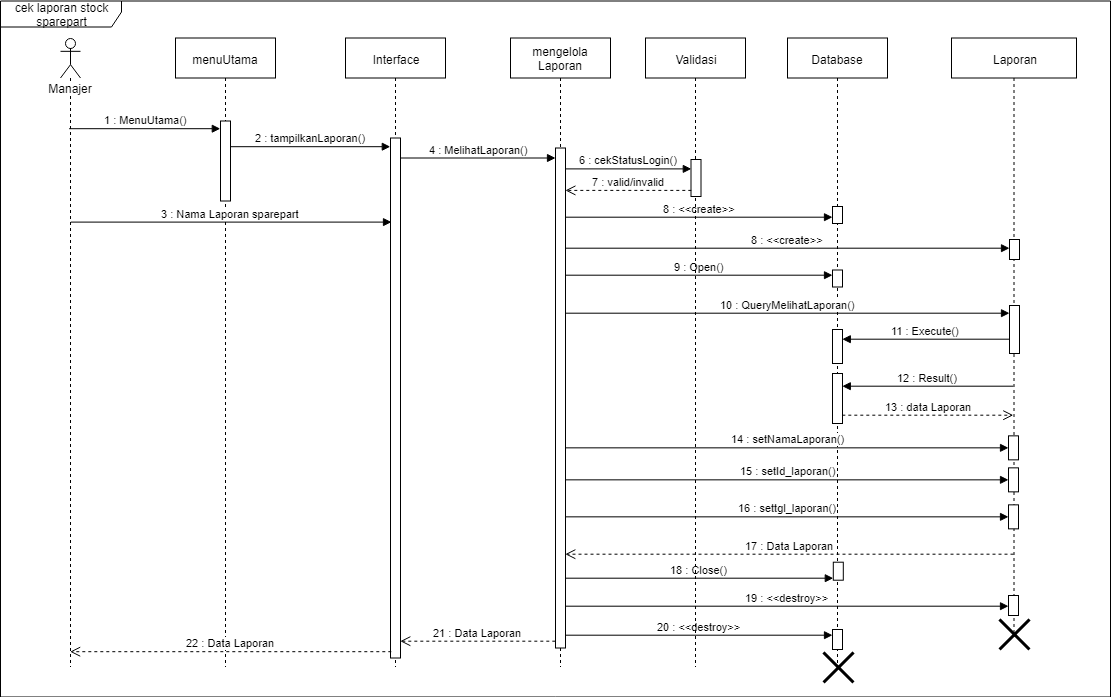 cek laporan stock
sparepart
Manajer
menuUtama
Interface
mengelola
Laporan
Validasi
Database
Laporan
1 : MenuUtama()
2 : tampilkanLaporan()
4 : MelihatLaporan()
6 : cekStatusLogin()
7 : valid/invalid
3 : Nama Laporan sparepart
8 : <<create>>
8 : <<create>>
9 : Open()
10 : QueryMelihatLaporan()
11 : Execute()
12 : Result()
13 : data Laporan
14 : setNamaLaporan()
15 : setId_laporan()
16 : settgl_laporan()
17 : Data Laporan
18 : Close()
19 : <<destroy>>
20 : <<destroy>>
21 : Data Laporan
22 : Data Laporan